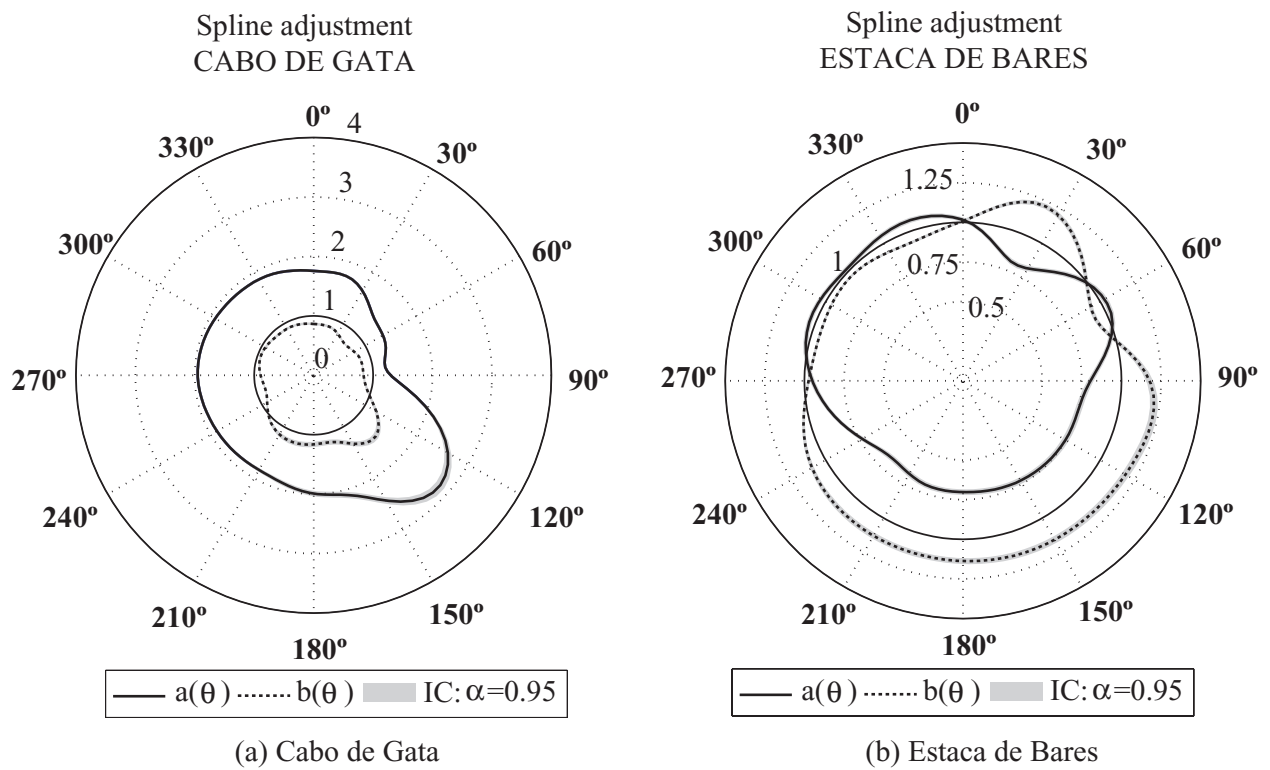 Spline adjustment
CABO DE GATA
0º
30º
60º
90º
120º
150º
180º
210º
240º
270º
300º
330º
4
3
2
1
0
a(θ)
b(θ)
IC: α=0.95
(a) Cabo de Gata
Spline adjustment
ESTACA DE BARES
0º
30º
60º
90º
120º
150º
180º
210º
240º
270º
300º
330º
1.25
1
0.75
0.5
a(θ)
b(θ)
IC: α=0.95
(b) Estaca de Bares